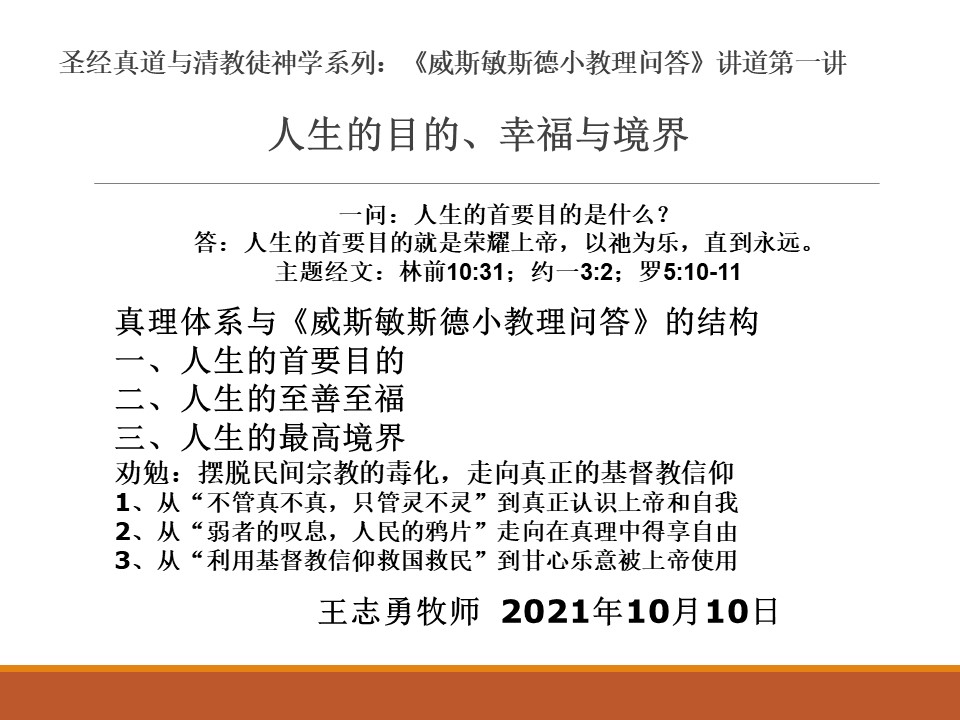 圣经真道与清教徒神学系列：《威斯敏斯德小教理问答》讲道第一讲
人生的目的、幸福与境界
一问：人生的首要目的是什么？
答：人生的首要目的就是荣耀上帝，以祂为乐，直到永远。
主题经文：林前10:31；约一3:2；罗5:10-11
真理体系与《威斯敏斯德小教理问答》的结构
一、人生的首要目的
二、人生的至善至福
三、人生的最高境界
劝勉：摆脱民间宗教的毒化，走向真正的基督教信仰
1、从“不管真不真，只管灵不灵”到真正认识上帝和自我
2、从“弱者的叹息，人民的鸦片”走向在真理中得享自由
3、从“利用基督教信仰救国救民”到甘心乐意被上帝使用
王志勇牧师 2021年10月10日